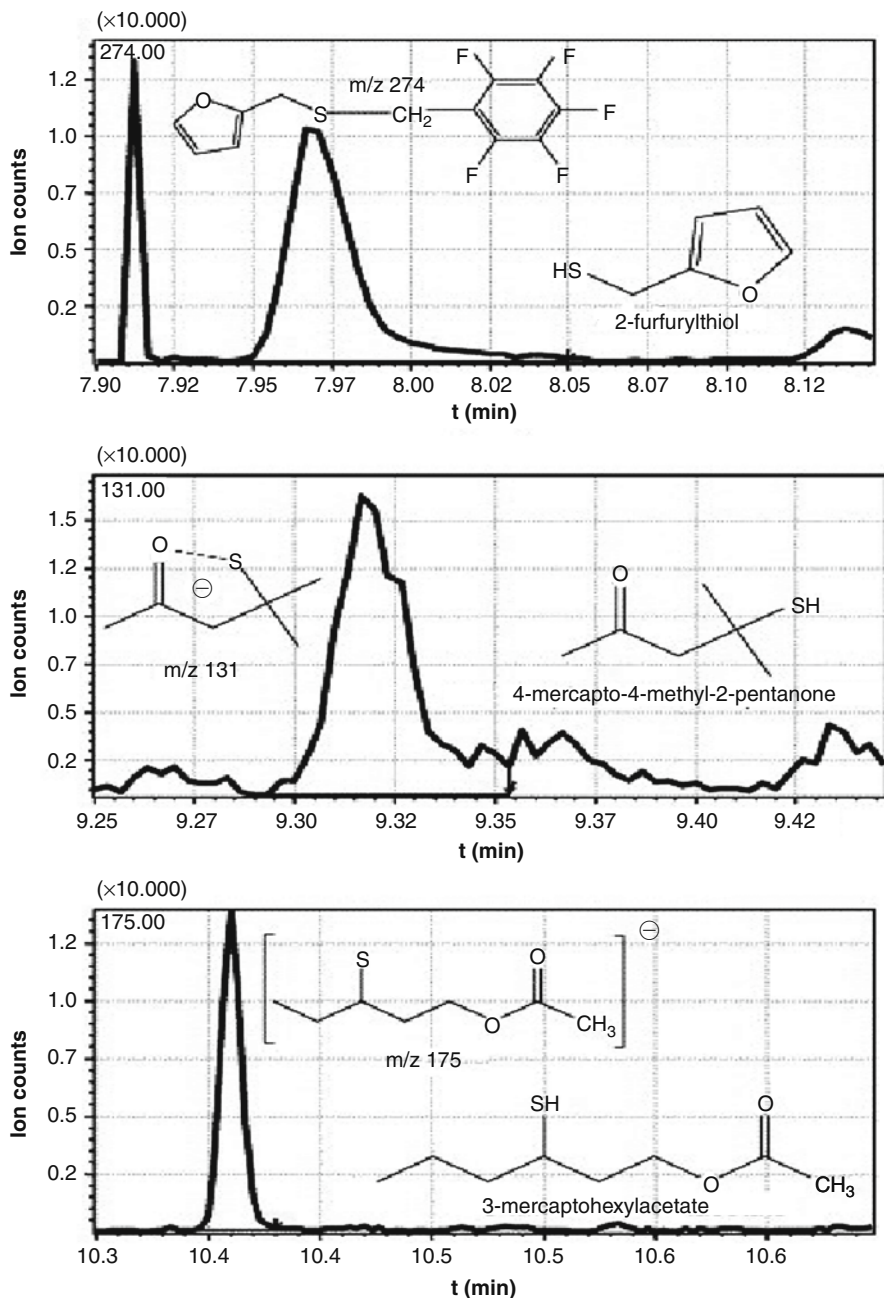 (×10.000)
274.00
1.2
1.0
0.7
0.5
0.2
Ion counts
m/z 274
O
S
CH2
F
F
F
F
F
HS
O
2-furfurylthiol
7.90 7.92 7.95 7.97 8.00 8.02 8.05 8.07 8.10 8.12
t (min)
(×10.000)
131.00
1.5
1.2
1.0
0.7
0.5
0.2
Ion counts
O
S
⊖
m/z 131
O
SH
4-mercapto-4-methyl-2-pentanone
9.25 9.27 9.30 9.32 9.35 9.37 9.40 9.42
t (min)
(×10.000)
175.00
1.2
1.0
0.7
0.5
0.2
Ion counts
⊖
S
O
O
CH3
m/z 175
SH
O
O
CH3
3-mercaptohexylacetate
10.3 10.4 10.4 10.5 10.5 10.6 10.6
t (min)